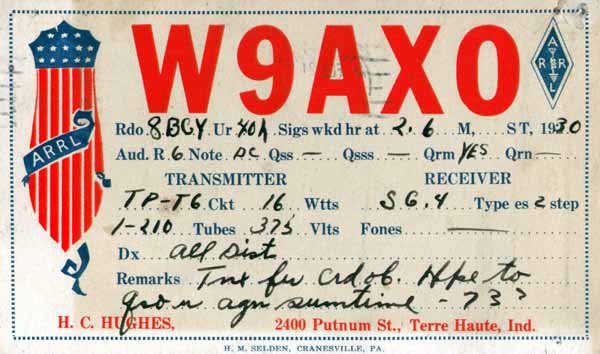 W9AXO
A
R R
L
ARRL
Rdo. 8BCY. Ur 40M Sigs wkd hr at 2.6 M, ST, 1930
Aud. R 6. Note AC Qss — Qsss — Qrm YES Qrn —
TRANSMITTER RECEIVER
TP-TG Ckt 16 Wtts SG. 4 Type es 2 step
1-210 Tubes 375 Vlts Fones —
Dx all Dist.
Remarks Tnx fer crd ob. Hpe to
qso u agn sumtime - 73s
H. C. HUGHES, 2400 Putnum St., Terre Haute, Ind.
H. M. SELDEN, CRANESVILLE, PA.